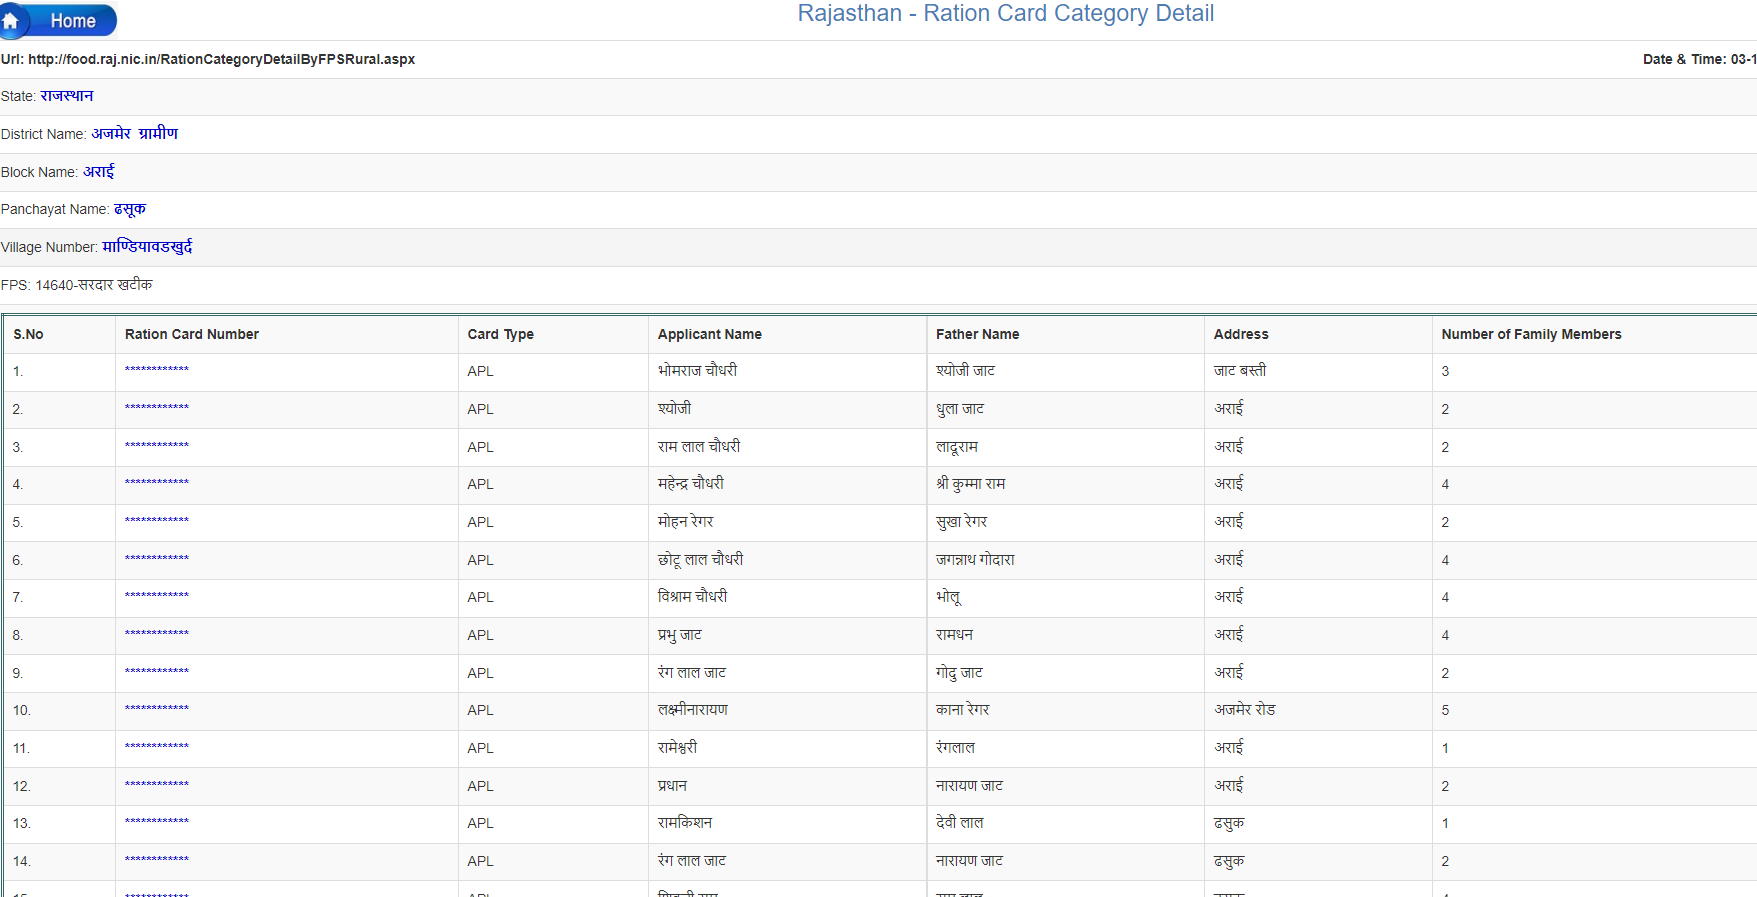 Home
Rajasthan - Ration Card Category Detail
Url: http://food.raj.nic.in/RationCategoryDetailByFPSRural.aspx Date & Time: 03-1
State: राजस्थान
District Name: अजमेर ग्रामीण
Block Name: अराई
Panchayat Name: ढसूक
Village Number: माण्डियावडखुर्द
FPS: 14640-सरदार खटीक
S.No Ration Card Number Card Type Applicant Name Father Name Address Number of Family Members
1. ************ APL भोमराज चौधरी श्योजी जाट जाट बस्ती 3
2. ************ APL श्योजी धुला जाट अराई 2
3. ************ APL राम लाल चौधरी लादूराम अराई 2
4. ************ APL महेन्द्र चौधरी श्री कुम्मा राम अराई 4
5. ************ APL मोहन रेगर सुखा रेगर अराई 2
6. ************ APL छोटू लाल चौधरी जगन्नाथ गोदारा अराई 4
7. ************ APL विश्राम चौधरी भोलू अराई 4
8. ************ APL प्रभु जाट रामधन अराई 4
9. ************ APL रंग लाल जाट गोदु जाट अराई 2
10. ************ APL लक्ष्मीनारायण काना रेगर अजमेर रोड 5
11. ************ APL रामेश्वरी रंगलाल अराई 1
12. ************ APL प्रधान नारायण जाट अराई 2
13. ************ APL रामकिशन देवी लाल ढसुक 1
14. ************ APL रंग लाल जाट नारायण जाट ढसुक 2